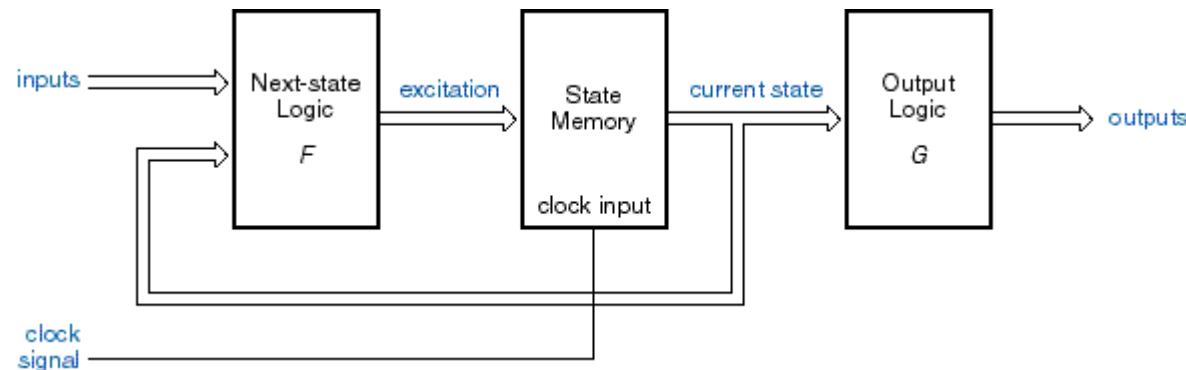 inputs
Next-state
Logic
F
excitation
State
Memory
clock input
current state
Output
Logic
G
outputs
clock
signal